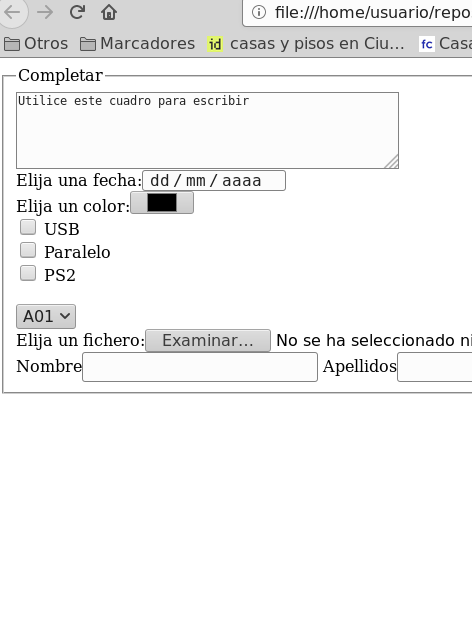 file:///home/usuario/repo
Otros Marcadores id casas y pisos en Ciu... fc Casa
Completar
Utilice este cuadro para escribir
Elija una fecha: dd / mm / aaaa
Elija un color:
USB
Paralelo
PS2
A01
Elija un fichero: Examinar... No se ha seleccionado ni
Nombre Apellidos